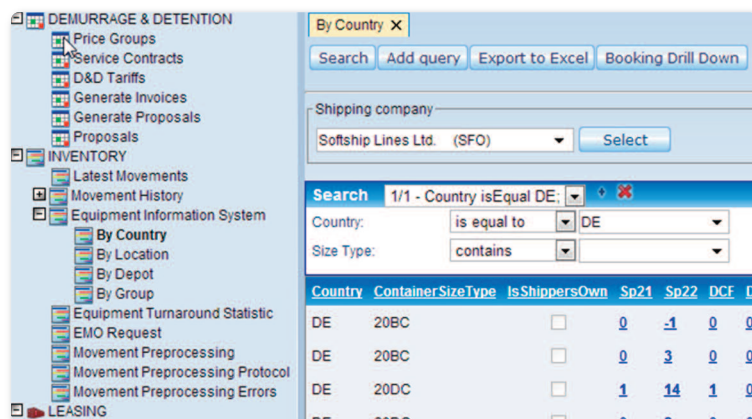 DEMURRAGE & DETENTION
Price Groups
Service Contracts
D&D Tariffs
Generate Invoices
Generate Proposals
Proposals
INVENTORY
Latest Movements
Movement History
Equipment Information System
By Country
By Location
By Depot
By Group
Equipment Turnaround Statistic
EMO Request
Movement Preprocessing
Movement Preprocessing Protocol
Movement Preprocessing Errors
LEASING
By Country X
Search Add query Export to Excel Booking Drill Down
Shipping company
Softship Lines Ltd. (SFO) Select
Search 1/1 - Country isEqual DE;
Country: is equal to DE
Size Type: contains
Country ContainerSizeType IsShippersOwn Sp21 Sp22 DCF
DE 20BC 0 -1 0
DE 20BC 0 3 0
DE 20DC 1 14 1